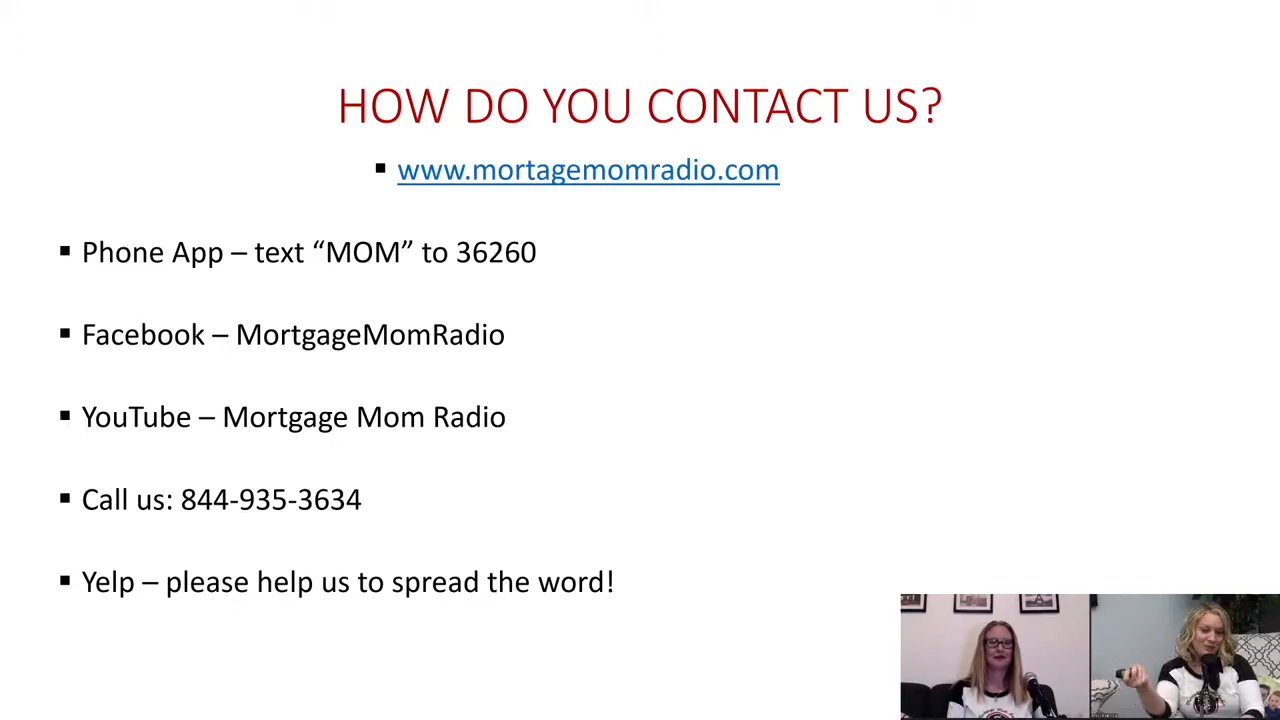 HOW DO YOU CONTACT US?
▪ www.mortagemomradio.com
▪ Phone App – text “MOM” to 36260
▪ Facebook – MortgageMomRadio
▪ YouTube – Mortgage Mom Radio
▪ Call us: 844-935-3634
▪ Yelp – please help us to spread the word!